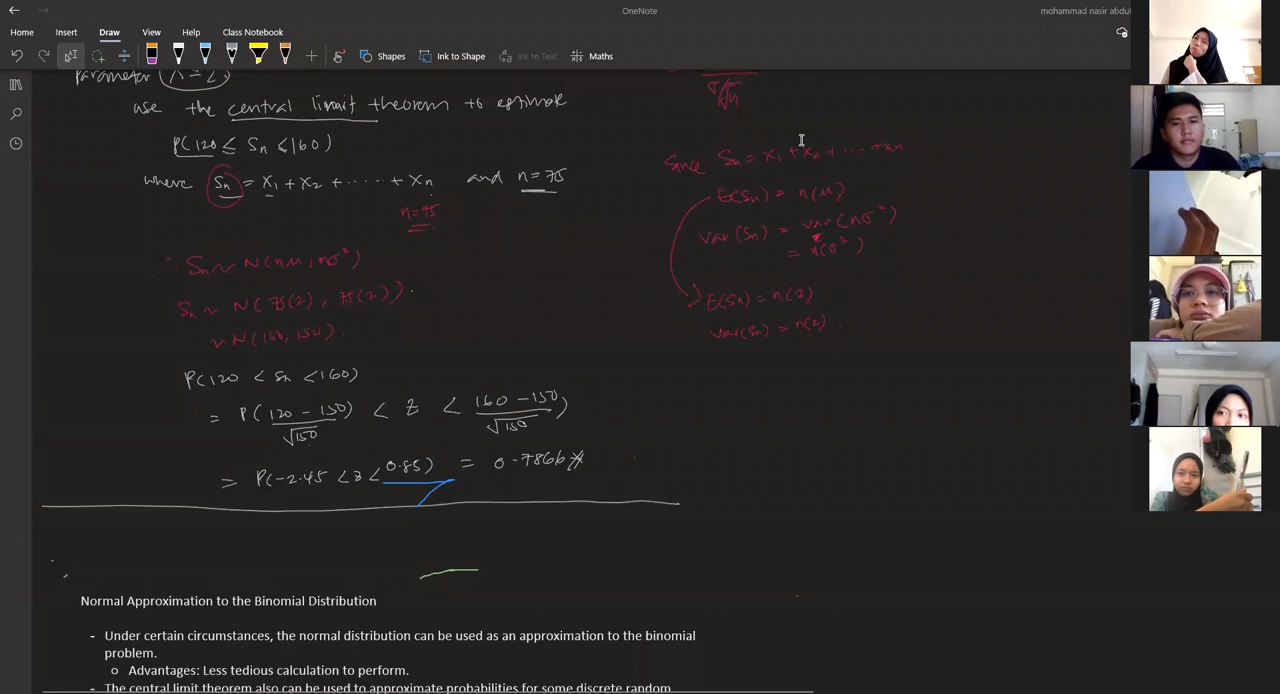 OneNote
mohammad nasir abdul
Home Insert Draw View Help Class Notebook
Shapes Ink to Shape Ink to Text Maths
parameter (λ=2)
use the central limit theorem to estimate
P(120 ≤ Sn ≤ 160)
where Sn = X1 + X2 + ...... + Xn and n = 75
n=75
∴ Sn ~ N(nμ, nσ²)
Sn ~ N(75(2), 75(2))
~ N(150, 150).
P(120 < Sn < 160)
= P(120 - 150 / √150) < Z < 160 - 150 / √150)
= P(-2.45 < Z < 0.85) = 0.7866
σ/√n
Since Sn = X1 + X2 + ... + Xn
E(Sn) = n(μ)
Var(Sn) = Var(nσ²)
= n(σ²)
E(Sn) = n(2)
Var(Sn) = n(2).
Normal Approximation to the Binomial Distribution
- Under certain circumstances, the normal distribution can be used as an approximation to the binomial
problem.
o Advantages: Less tedious calculation to perform.
- The central limit theorem also can be used to approximate probabilities for some discrete random